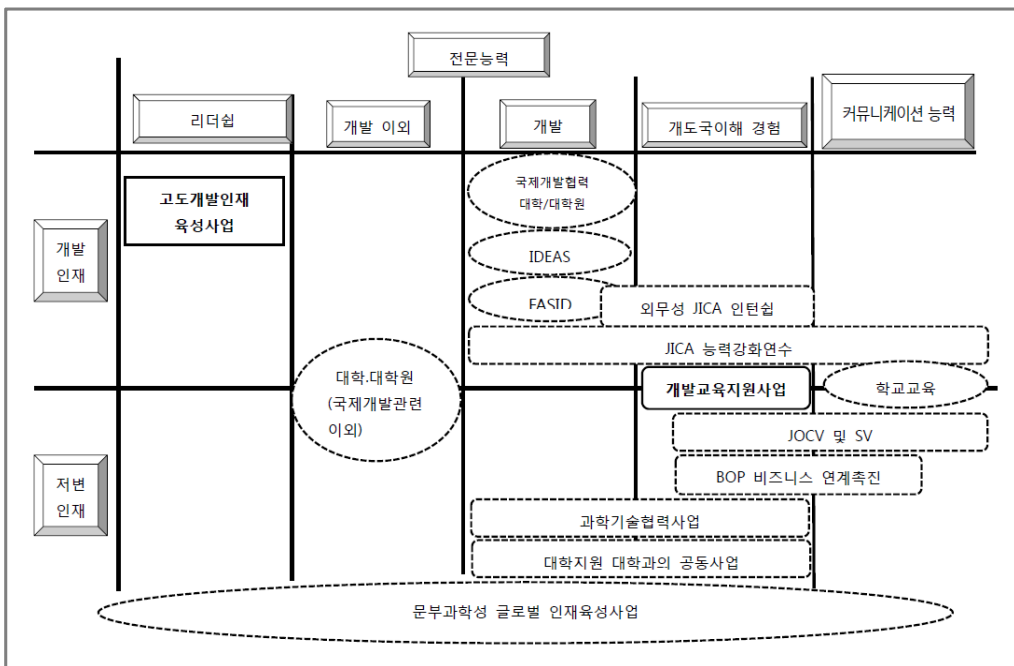 전문능력
리더쉽
개발 이외
개발
개도국이해 경험
커뮤니케이션 능력
고도개발인재
육성사업
국제개발협력
대학/대학원
개발
인재
IDEAS
FASID
외무성 JICA 인턴쉽
JICA 능력강화연수
대학.대학원
(국제개발관련
이외)
개발교육지원사업
학교교육
JOCV 및 SV
저변
인재
BOP 비즈니스 연계촉진
과학기술협력사업
대학지원 대학과의 공동사업
문부과학성 글로벌 인재육성사업